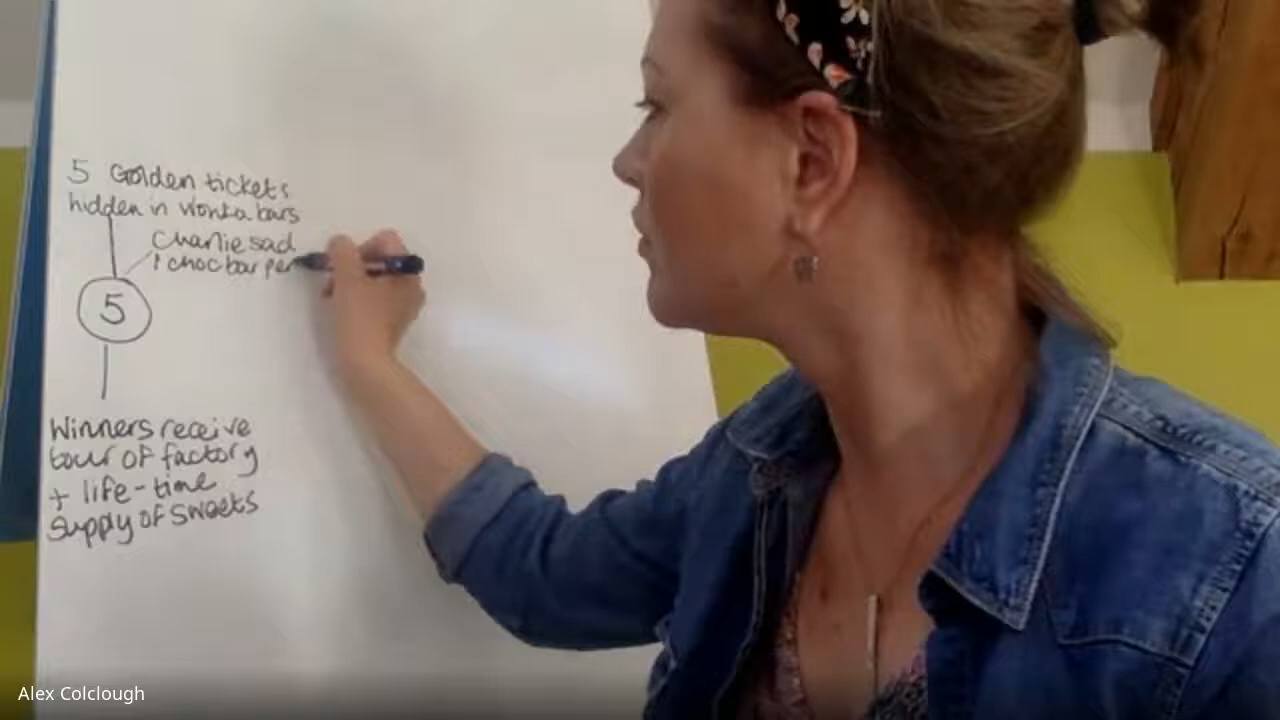 5 Golden tickets
hidden in Wonka bars
Charlie sad
1 choc bar per
5
Winners receive
tour of factory
+ life-time
supply of sweets
Alex Colclough